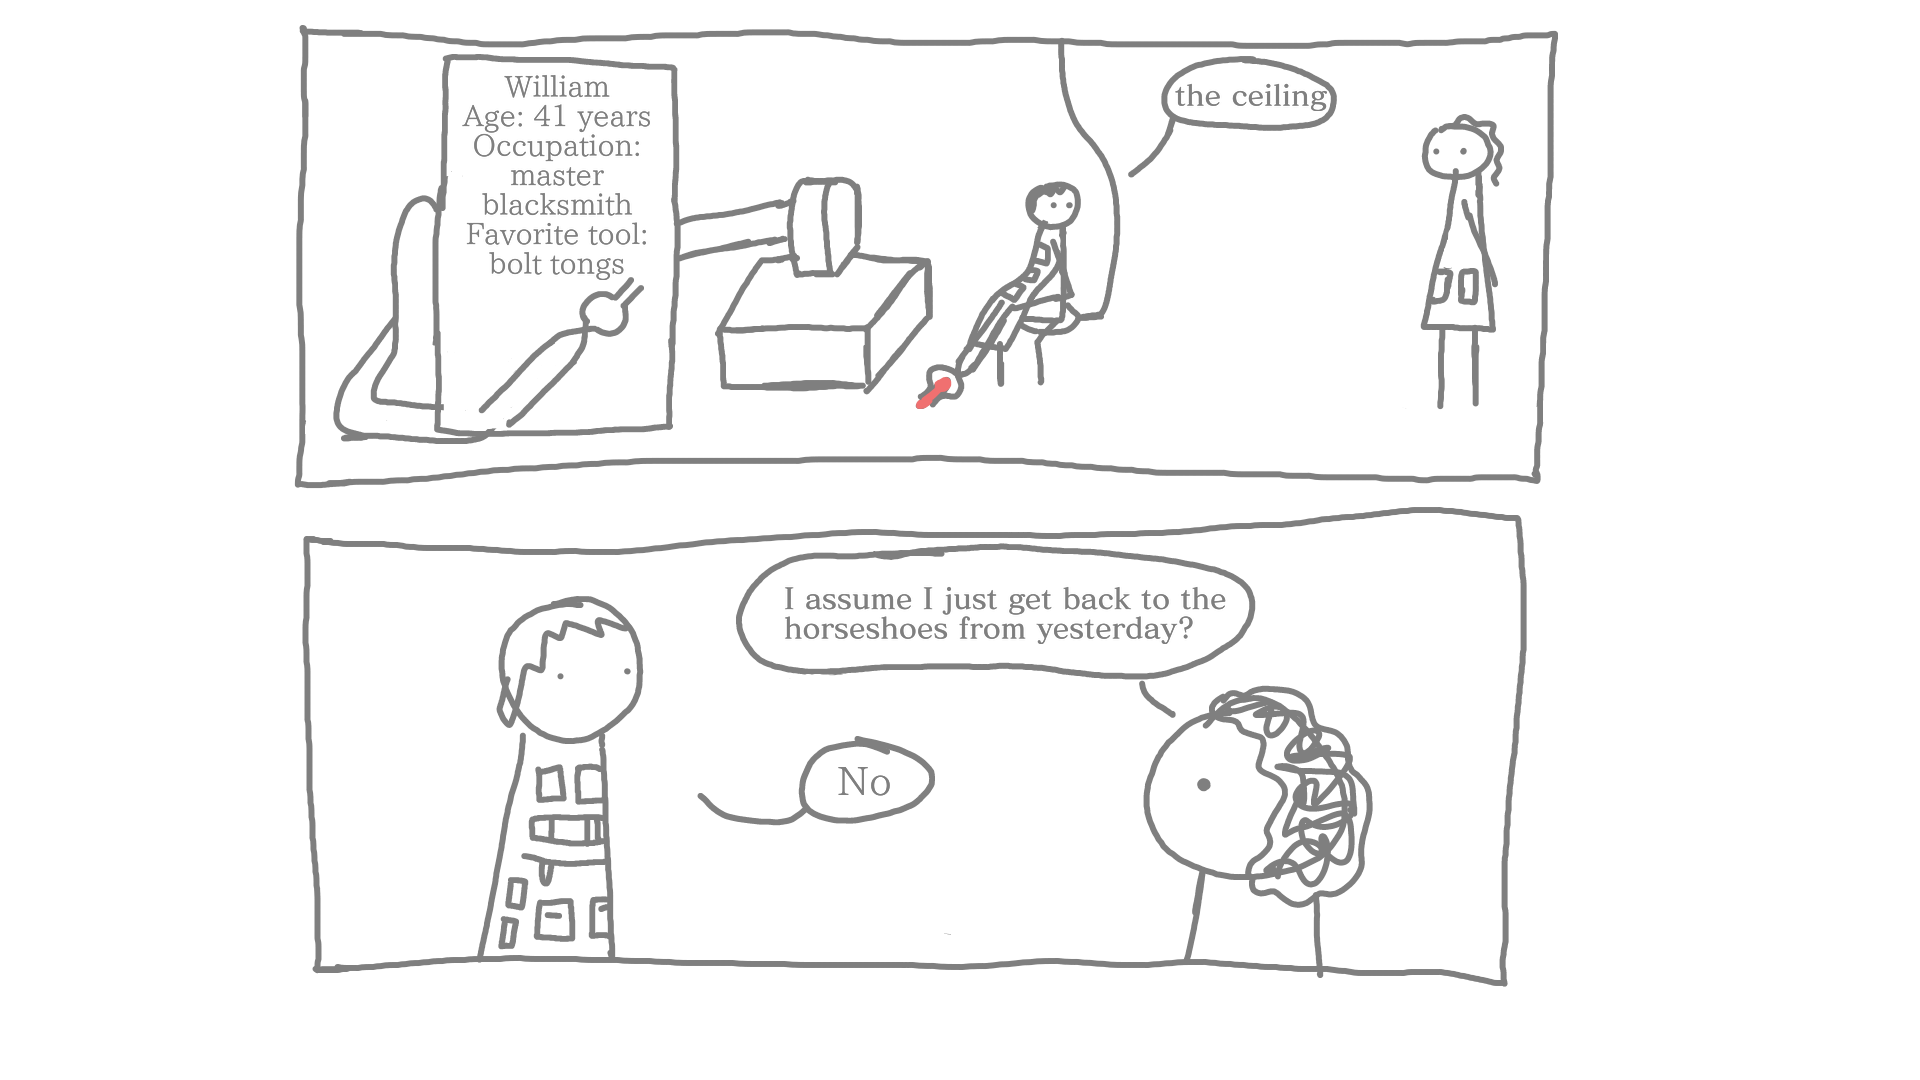 William
Age: 41 years
Occupation:
master
blacksmith
Favorite tool:
bolt tongs
the ceiling
I assume I just get back to the
horseshoes from yesterday?
No